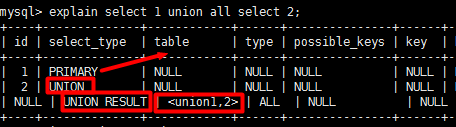 mysql> explain select 1 union all select 2;
| id | select_type | table | type | possible_keys | key |
| 1 | PRIMARY | NULL | NULL | NULL | NULL |
| 2 | UNION | NULL | NULL | NULL | NULL |
| NULL | UNION RESULT | <union1,2> | ALL | NULL | NULL |